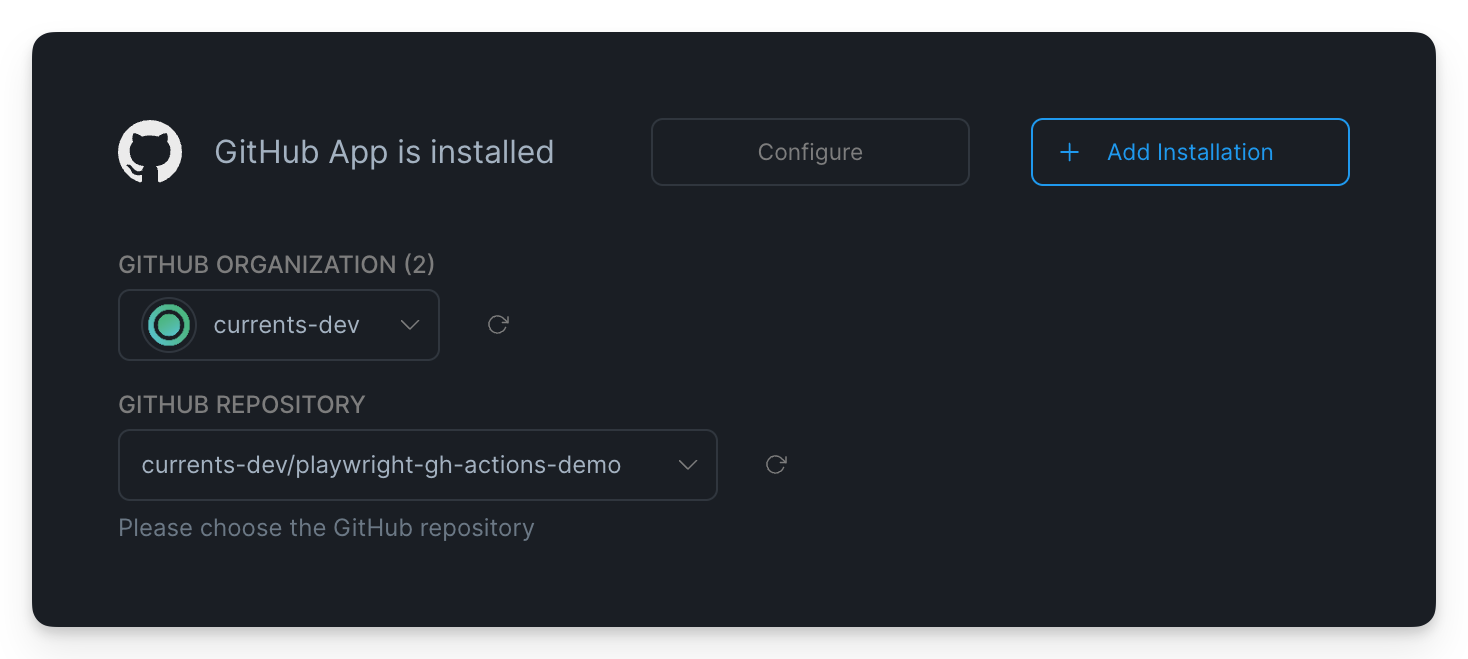 GitHub App is installed
Configure
+ Add Installation
GITHUB ORGANIZATION (2)
currents-dev
GITHUB REPOSITORY
currents-dev/playwright-gh-actions-demo
Please choose the GitHub repository